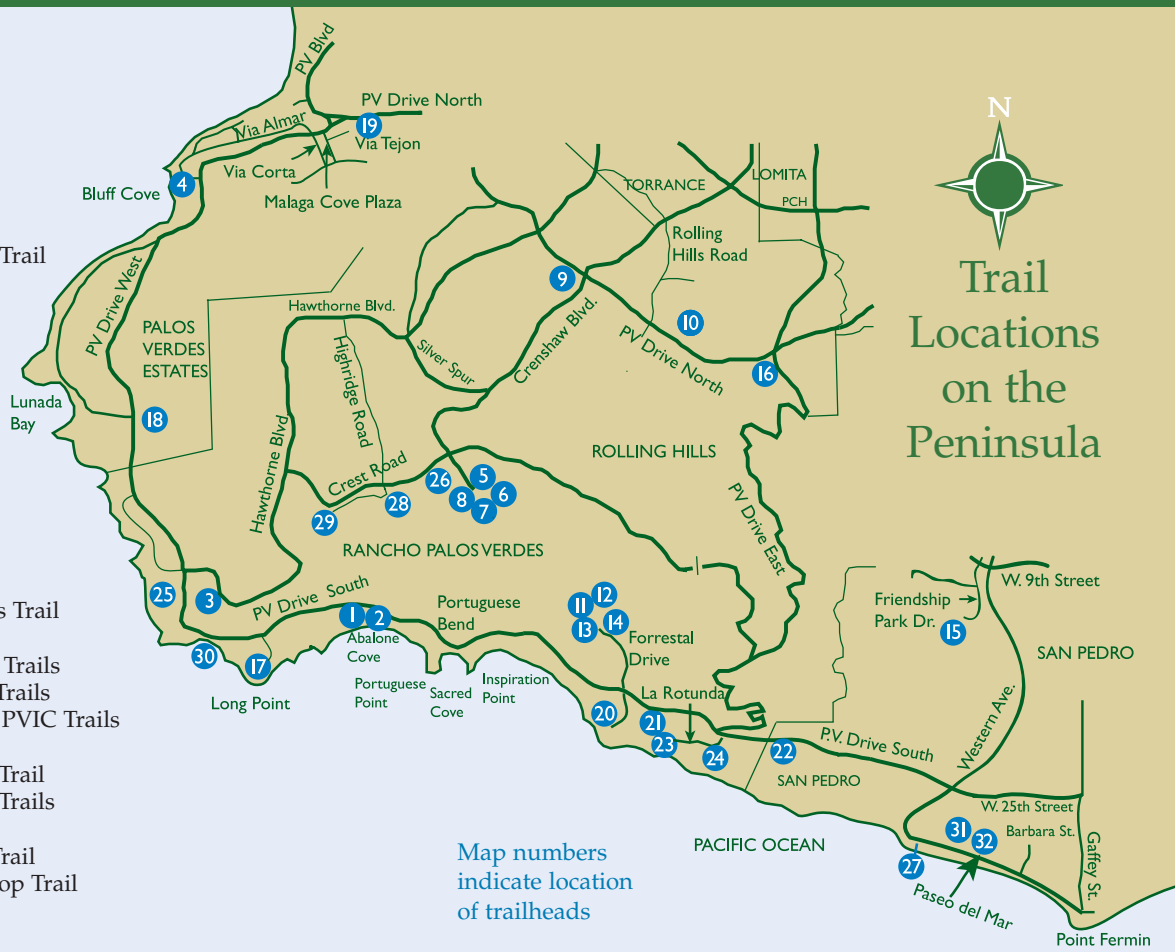 Trail
s Trail
Trails
Trails
PVIC Trails
Trail
Trails
Trail
op Trail
N
Trail
Locations
on the
Peninsula
PV Blvd
PV Drive North
Via Almar
19
Via Tejon
Via Corta
Malaga Cove Plaza
Bluff Cove
4
TORRANCE
LOMITA
PCH
Rolling
Hills Road
9
10
PV Drive North
16
PV Drive West
PALOS
VERDES
ESTATES
Hawthorne Blvd.
Highridge Road
Silver Spur
Crenshaw Blvd.
Lunada
Bay
18
Hawthorne Blvd
Crest Road
ROLLING HILLS
26
5
8
6
7
28
29
RANCHO PALOS VERDES
PV Drive East
25
3
PV Drive South
1
2
Abalone
Cove
Portuguese
Bend
12
11
13
14
Forrestal
Drive
W. 9th Street
Friendship
Park Dr.
15
SAN PEDRO
30
17
Long Point
Portuguese
Point
Sacred
Cove
Inspiration
Point
La Rotunda
20
21
23
24
22
P.V. Drive South
SAN PEDRO
Western Ave.
W. 25th Street
31
32
Barbara St.
Gaffey St.
27
Paseo del Mar
PACIFIC OCEAN
Point Fermin
Map numbers
indicate location
of trailheads